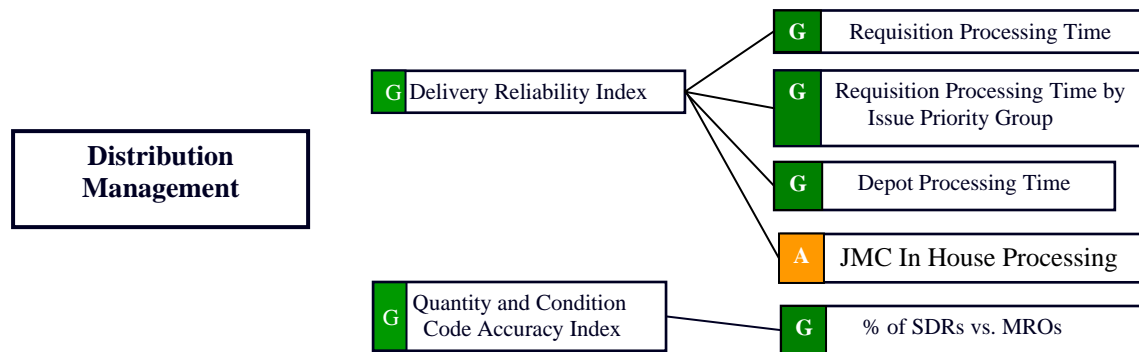 Distribution
Management
G Delivery Reliability Index
G Quantity and Condition
Code Accuracy Index
G Requisition Processing Time
G Requisition Processing Time by
Issue Priority Group
G Depot Processing Time
A JMC In House Processing
G % of SDRs vs. MROs